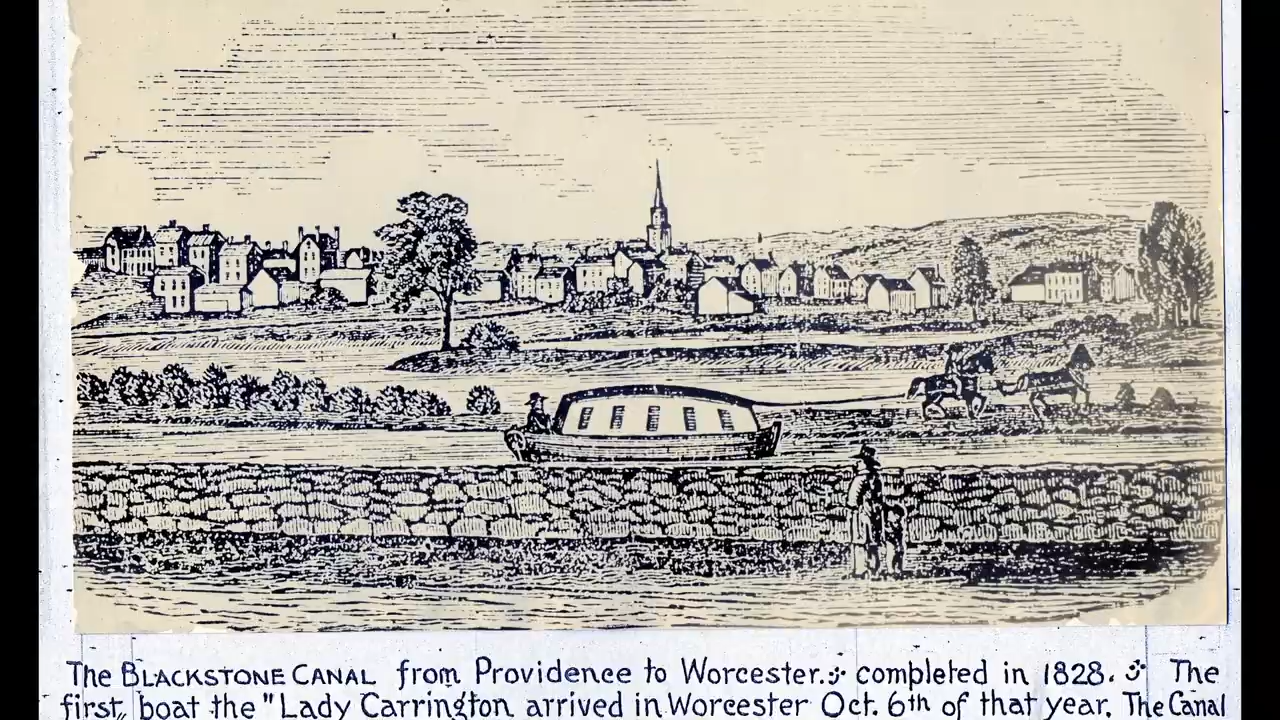 The BLACKSTONE CANAL from Providence to Worcester. completed in 1828. The
first, boat the "Lady Carrington arrived in Worcester Oct. 6th of that year. The Canal